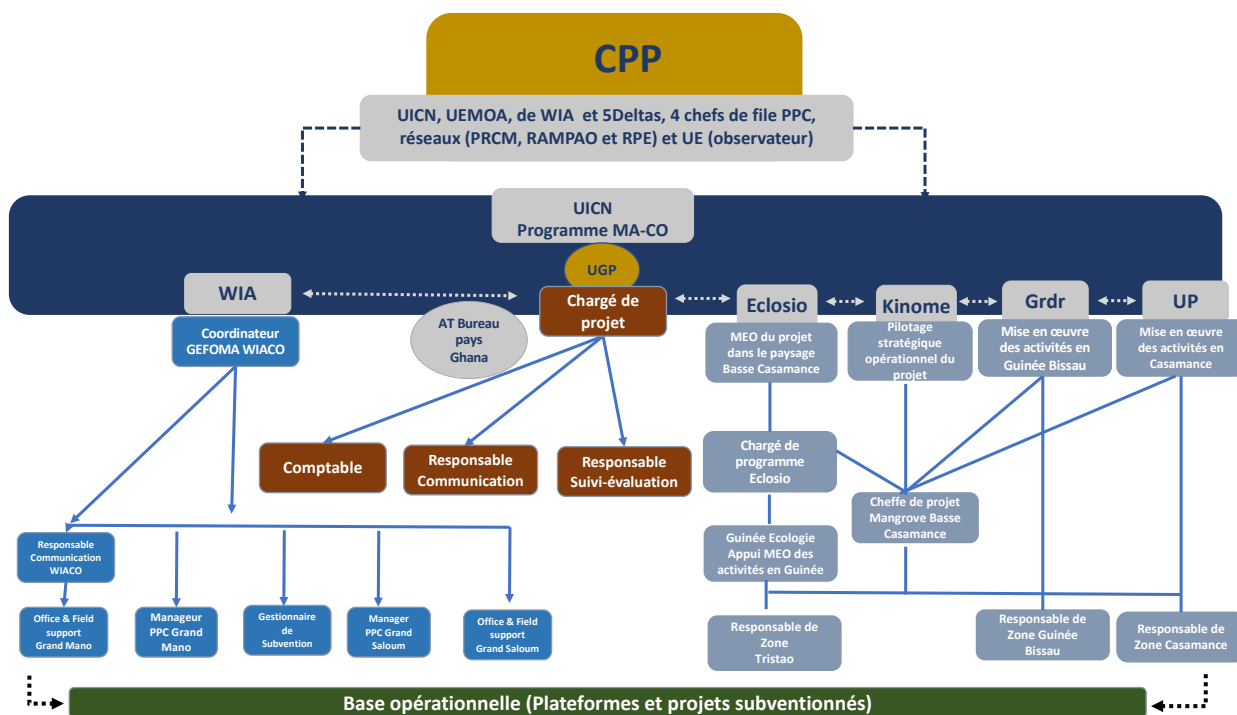 CPP
UICN, UEMOA, de WIA et 5Deltas, 4 chefs de file PPC,
réseaux (PRCM, RAMPAO et RPE) et UE (observateur)
UICN
Programme MA-CO
UGP
WIA
Chargé de
projet
Eclosio
Kinome
Grdr
UP
Coordinateur
GEFOMA WIACO
AT Bureau
pays
Ghana
MEO du projet
dans le paysage
Basse Casamance
Pilotage
stratégique
opérationnel du
projet
Mise en œuvre
des activités en
Guinée Bissau
Mise en œuvre
des activités en
Casamance
Comptable
Responsable
Communication
Responsable
Suivi-évaluation
Chargé de
programme
Eclosio
Cheffe de projet
Mangrove Basse
Casamance
Responsable
Communication
WIACO
Guinée Ecologie
Appui MEO des
activités en Guinée
Office & Field
support
Grand Mano
Manageur
PPC Grand
Mano
Gestionnaire
de
Subvention
Manager
PPC Grand
Saloum
Office & Field
support
Grand Saloum
Responsable de
Zone
Tristao
Responsable de
Zone Guinée
Bissau
Responsable de
Zone Casamance
Base opérationnelle (Plateformes et projets subventionnés)